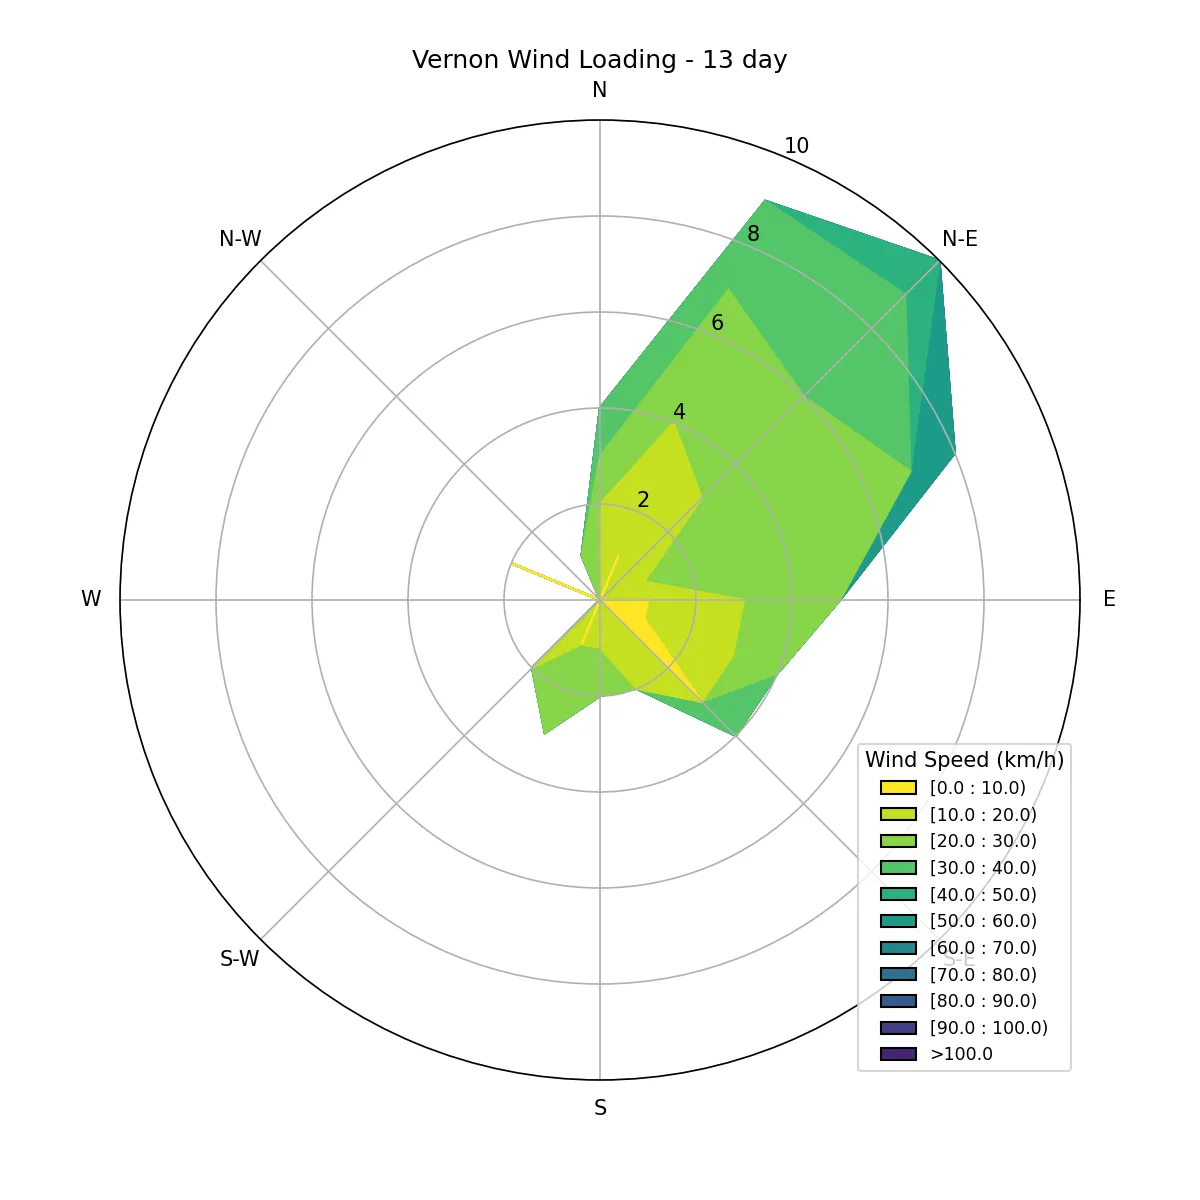 Vernon Wind Loading - 13 day
N
10
N-W
8
N-E
6
4
2
W
E
S-W
S-E
S
Wind Speed (km/h)
[0.0 : 10.0)
[10.0 : 20.0)
[20.0 : 30.0)
[30.0 : 40.0)
[40.0 : 50.0)
[50.0 : 60.0)
[60.0 : 70.0)
[70.0 : 80.0)
[80.0 : 90.0)
[90.0 : 100.0)
>100.0